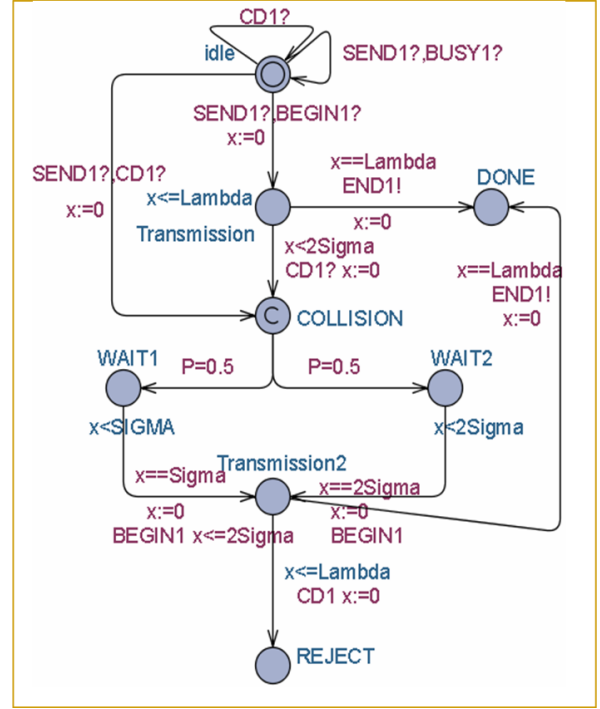 CD1?
idle
SEND1?,BUSY1?
SEND1?,BEGIN1?
x:=0
SEND1?,CD1?
x:=0
x<=Lambda
Transmission
x==Lambda
END1!
x:=0
DONE
x<2Sigma
CD1? x:=0
x==Lambda
END1!
x:=0
C
COLLISION
WAIT1
P=0.5
P=0.5
WAIT2
x<SIGMA
x<2Sigma
Transmission2
x==Sigma
x:=0
BEGIN1 x<=2Sigma
x==2Sigma
x:=0
BEGIN1
x<=Lambda
CD1 x:=0
REJECT